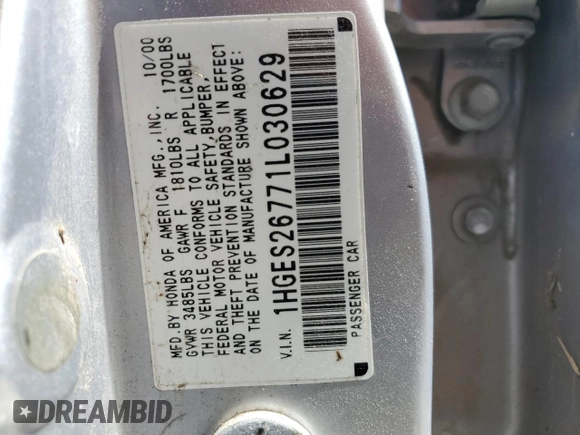 MFD.BY HONDA OF AMERICA MFG.,INC. 10/00
GVWR 3485LBS GAWR F 1810LBS R 1700LBS
THIS VEHICLE CONFORMS TO ALL APPLICABLE
FEDERAL MOTOR VEHICLE SAFETY,BUMPER,
AND THEFT PREVENTION STANDARDS IN EFFECT
ON THE DATE OF MANUFACTURE SHOWN ABOVE:
V.I.N. 1HGES26771L030629
PASSENGER CAR
DREAMBID